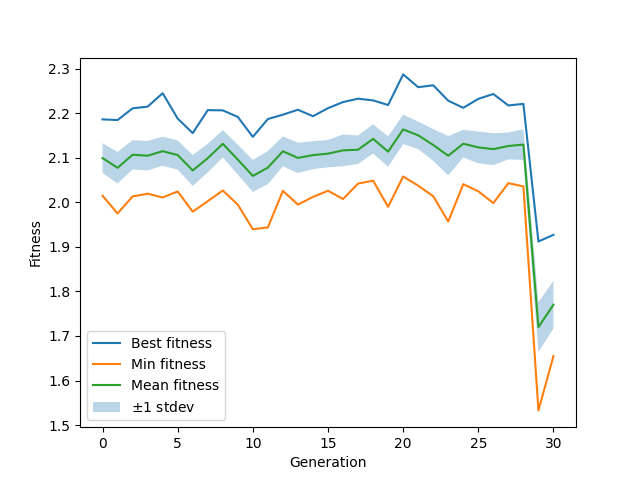 2.3
2.2
2.1
2.0
1.9
1.8
1.7
1.6
1.5
Fitness
Best fitness
Min fitness
Mean fitness
±1 stdev
0 5 10 15 20 25 30
Generation